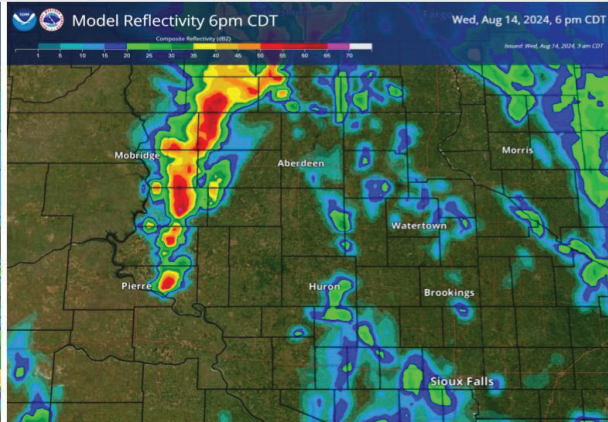 Model Reflectivity 6pm CDT
Wed, Aug 14, 2024, 6 pm CDT
Composite Reflectivity (dBZ)
Issued: Wed, Aug 14, 2024, 3 am CDT
1 5 10 15 20 25 30 35 40 45 50 55 60 65 70
Mobridge
Aberdeen
Morris
Watertown
Pierre
Huron
Brookings
Sioux Falls